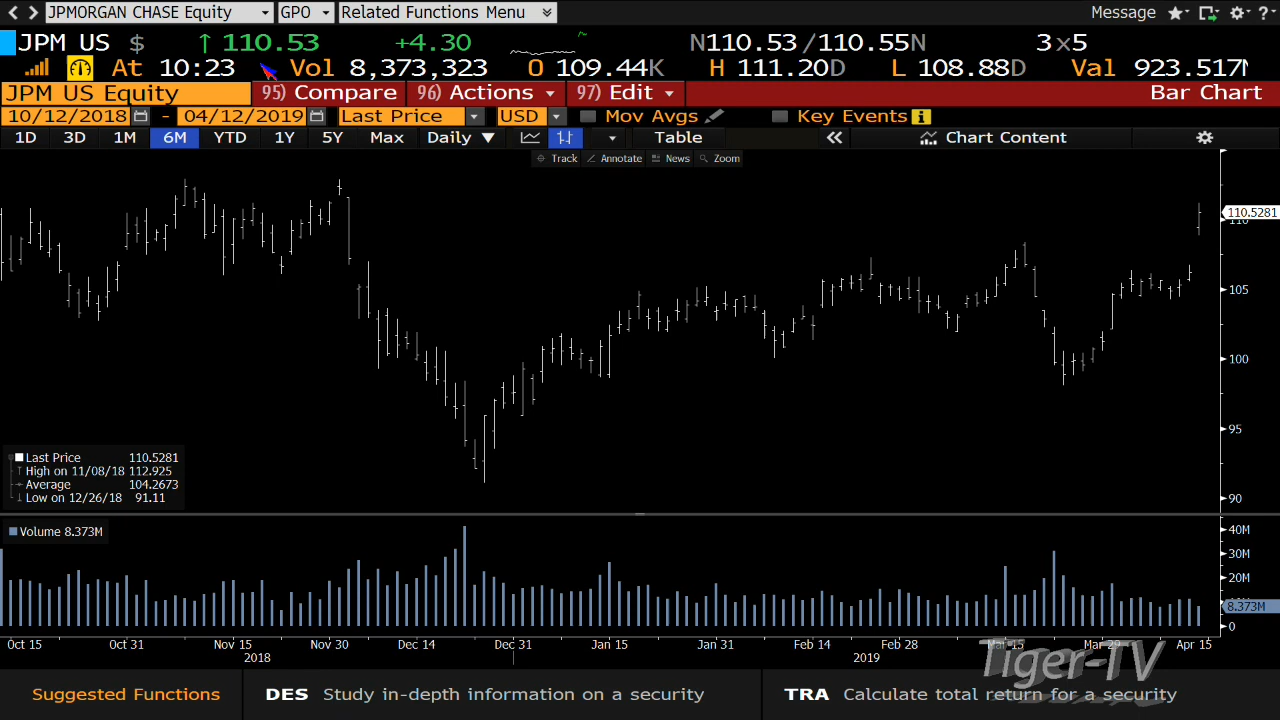 JPMORGAN CHASE Equity GPO Related Functions Menu Message ?
JPM US $ ↑ 110.53 +4.30 N110.53 /110.55N 3 x 5
At 10:23 Vol 8,373,323 O 109.44K H 111.20D L 108.88D Val 923.517M
JPM US Equity 95) Compare 96) Actions 97) Edit Bar Chart
10/12/2018 - 04/12/2019 Last Price USD Mov Avgs Key Events i
1D 3D 1M 6M YTD 1Y 5Y Max Daily ▼ Table « Chart Content
Track Annotate News Zoom
110.5281
110
105
100
95
90
Last Price 110.5281
High on 11/08/18 112.925
Average 104.2673
Low on 12/26/18 91.11
Volume 8.373M
40M
30M
20M
8.373M
0
Oct 15 Oct 31 Nov 15 Nov 30 Dec 14 Dec 31 Jan 15 Jan 31 Feb 14 Feb 28 Mar 15 Mar 29 Apr 15
2018 2019
Tiger-TV
Suggested Functions DES Study in-depth information on a security TRA Calculate total return for a security